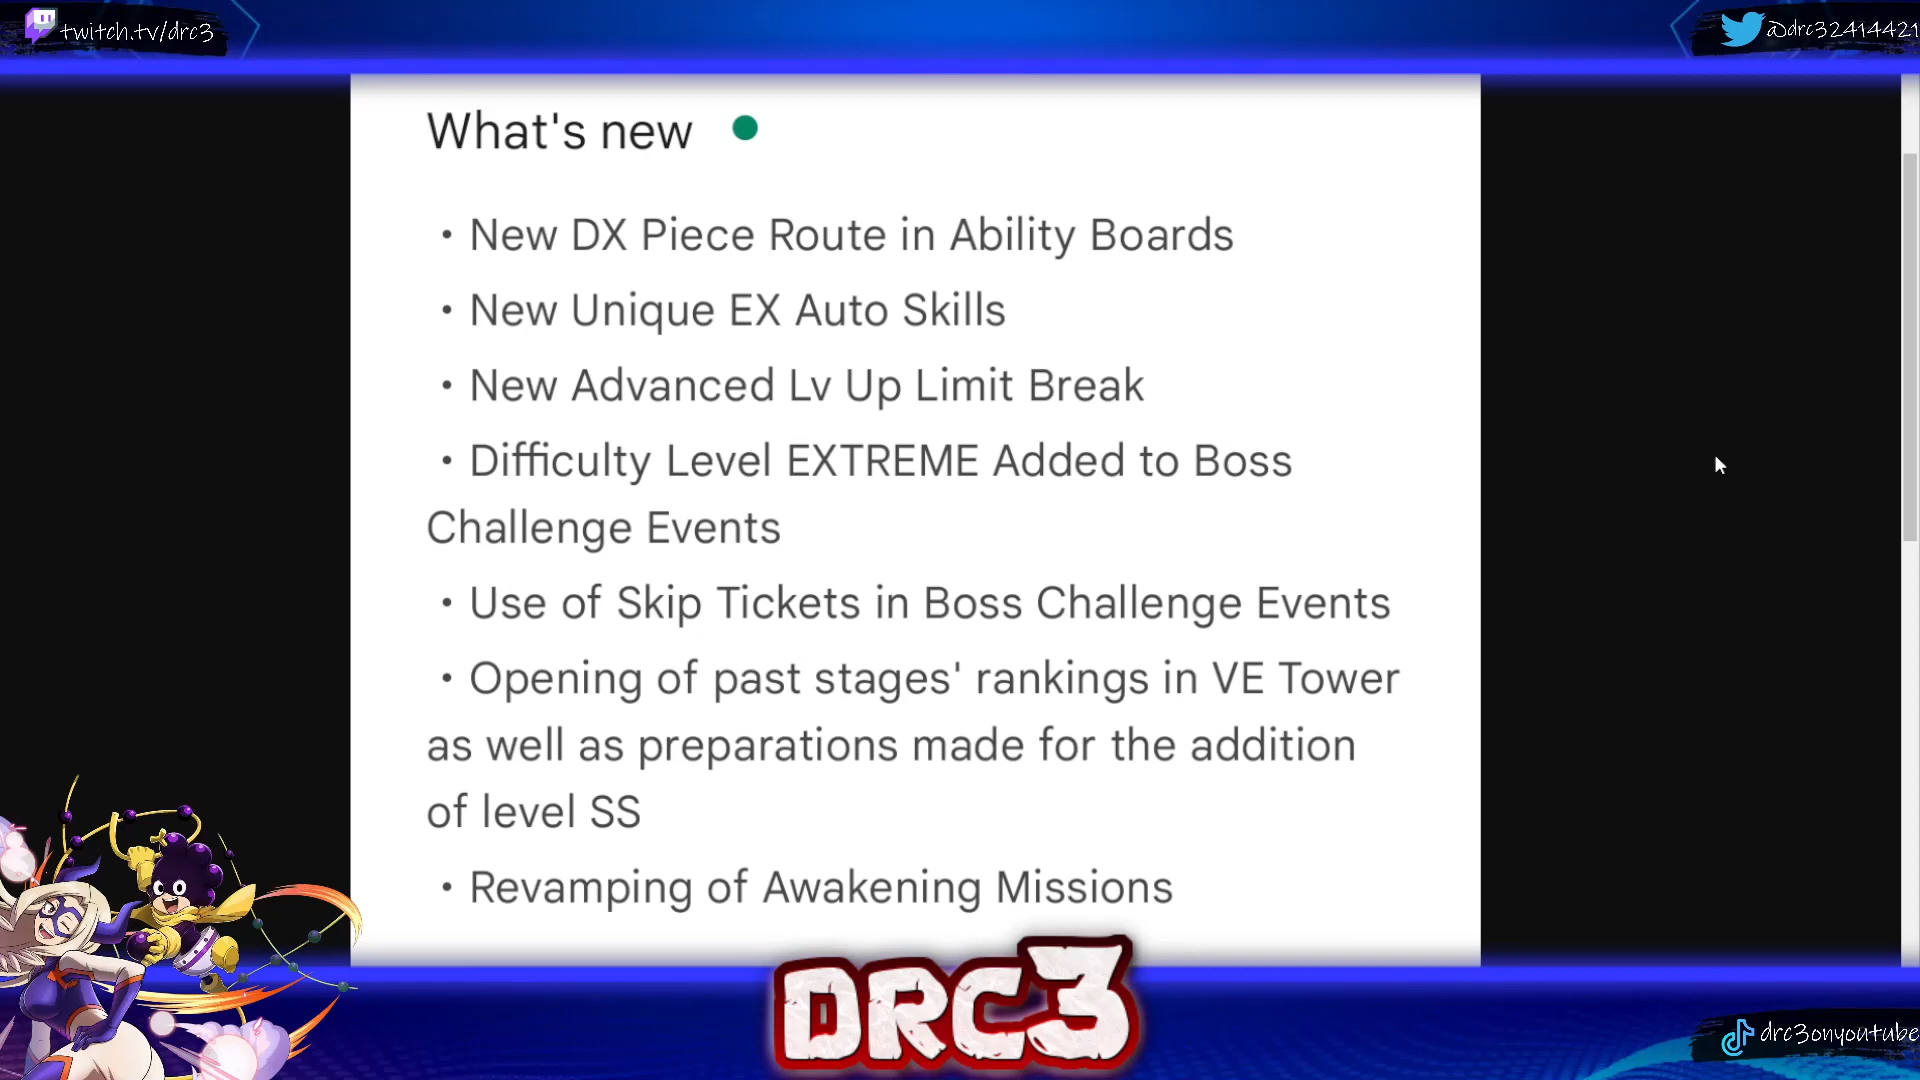 twitch.tv/drc3
@drc32414421
What's new
・New DX Piece Route in Ability Boards
・New Unique EX Auto Skills
・New Advanced Lv Up Limit Break
・Difficulty Level EXTREME Added to Boss
Challenge Events
・Use of Skip Tickets in Boss Challenge Events
・Opening of past stages' rankings in VE Tower
as well as preparations made for the addition
of level SS
・Revamping of Awakening Missions
DRC3
drc3onyoutube